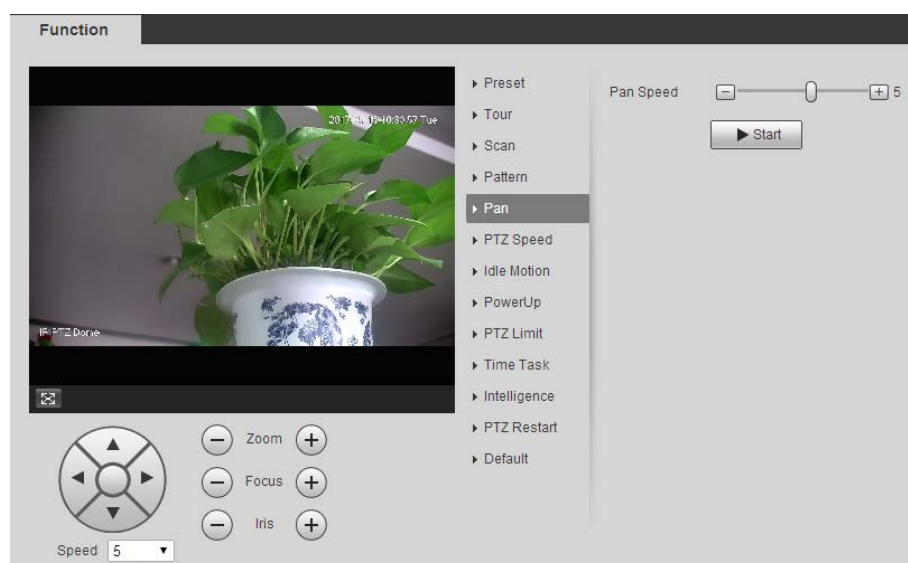 Function
Tue
PTZ Dome
Preset
Tour
Scan
Pattern
Pan
PTZ Speed
Idle Motion
PowerUp
PTZ Limit
Time Task
Intelligence
PTZ Restart
Default
Pan Speed
5
Start
Zoom
Focus
Iris
Speed 5